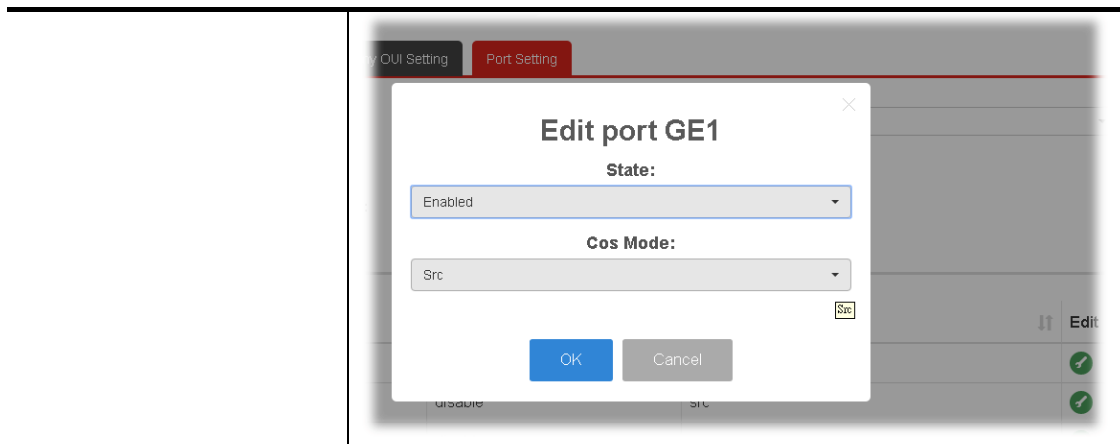 y OUI Setting Port Setting
Edit port GE1
State:
Enabled
Cos Mode:
Src
Src
Edit
OK Cancel
disable src